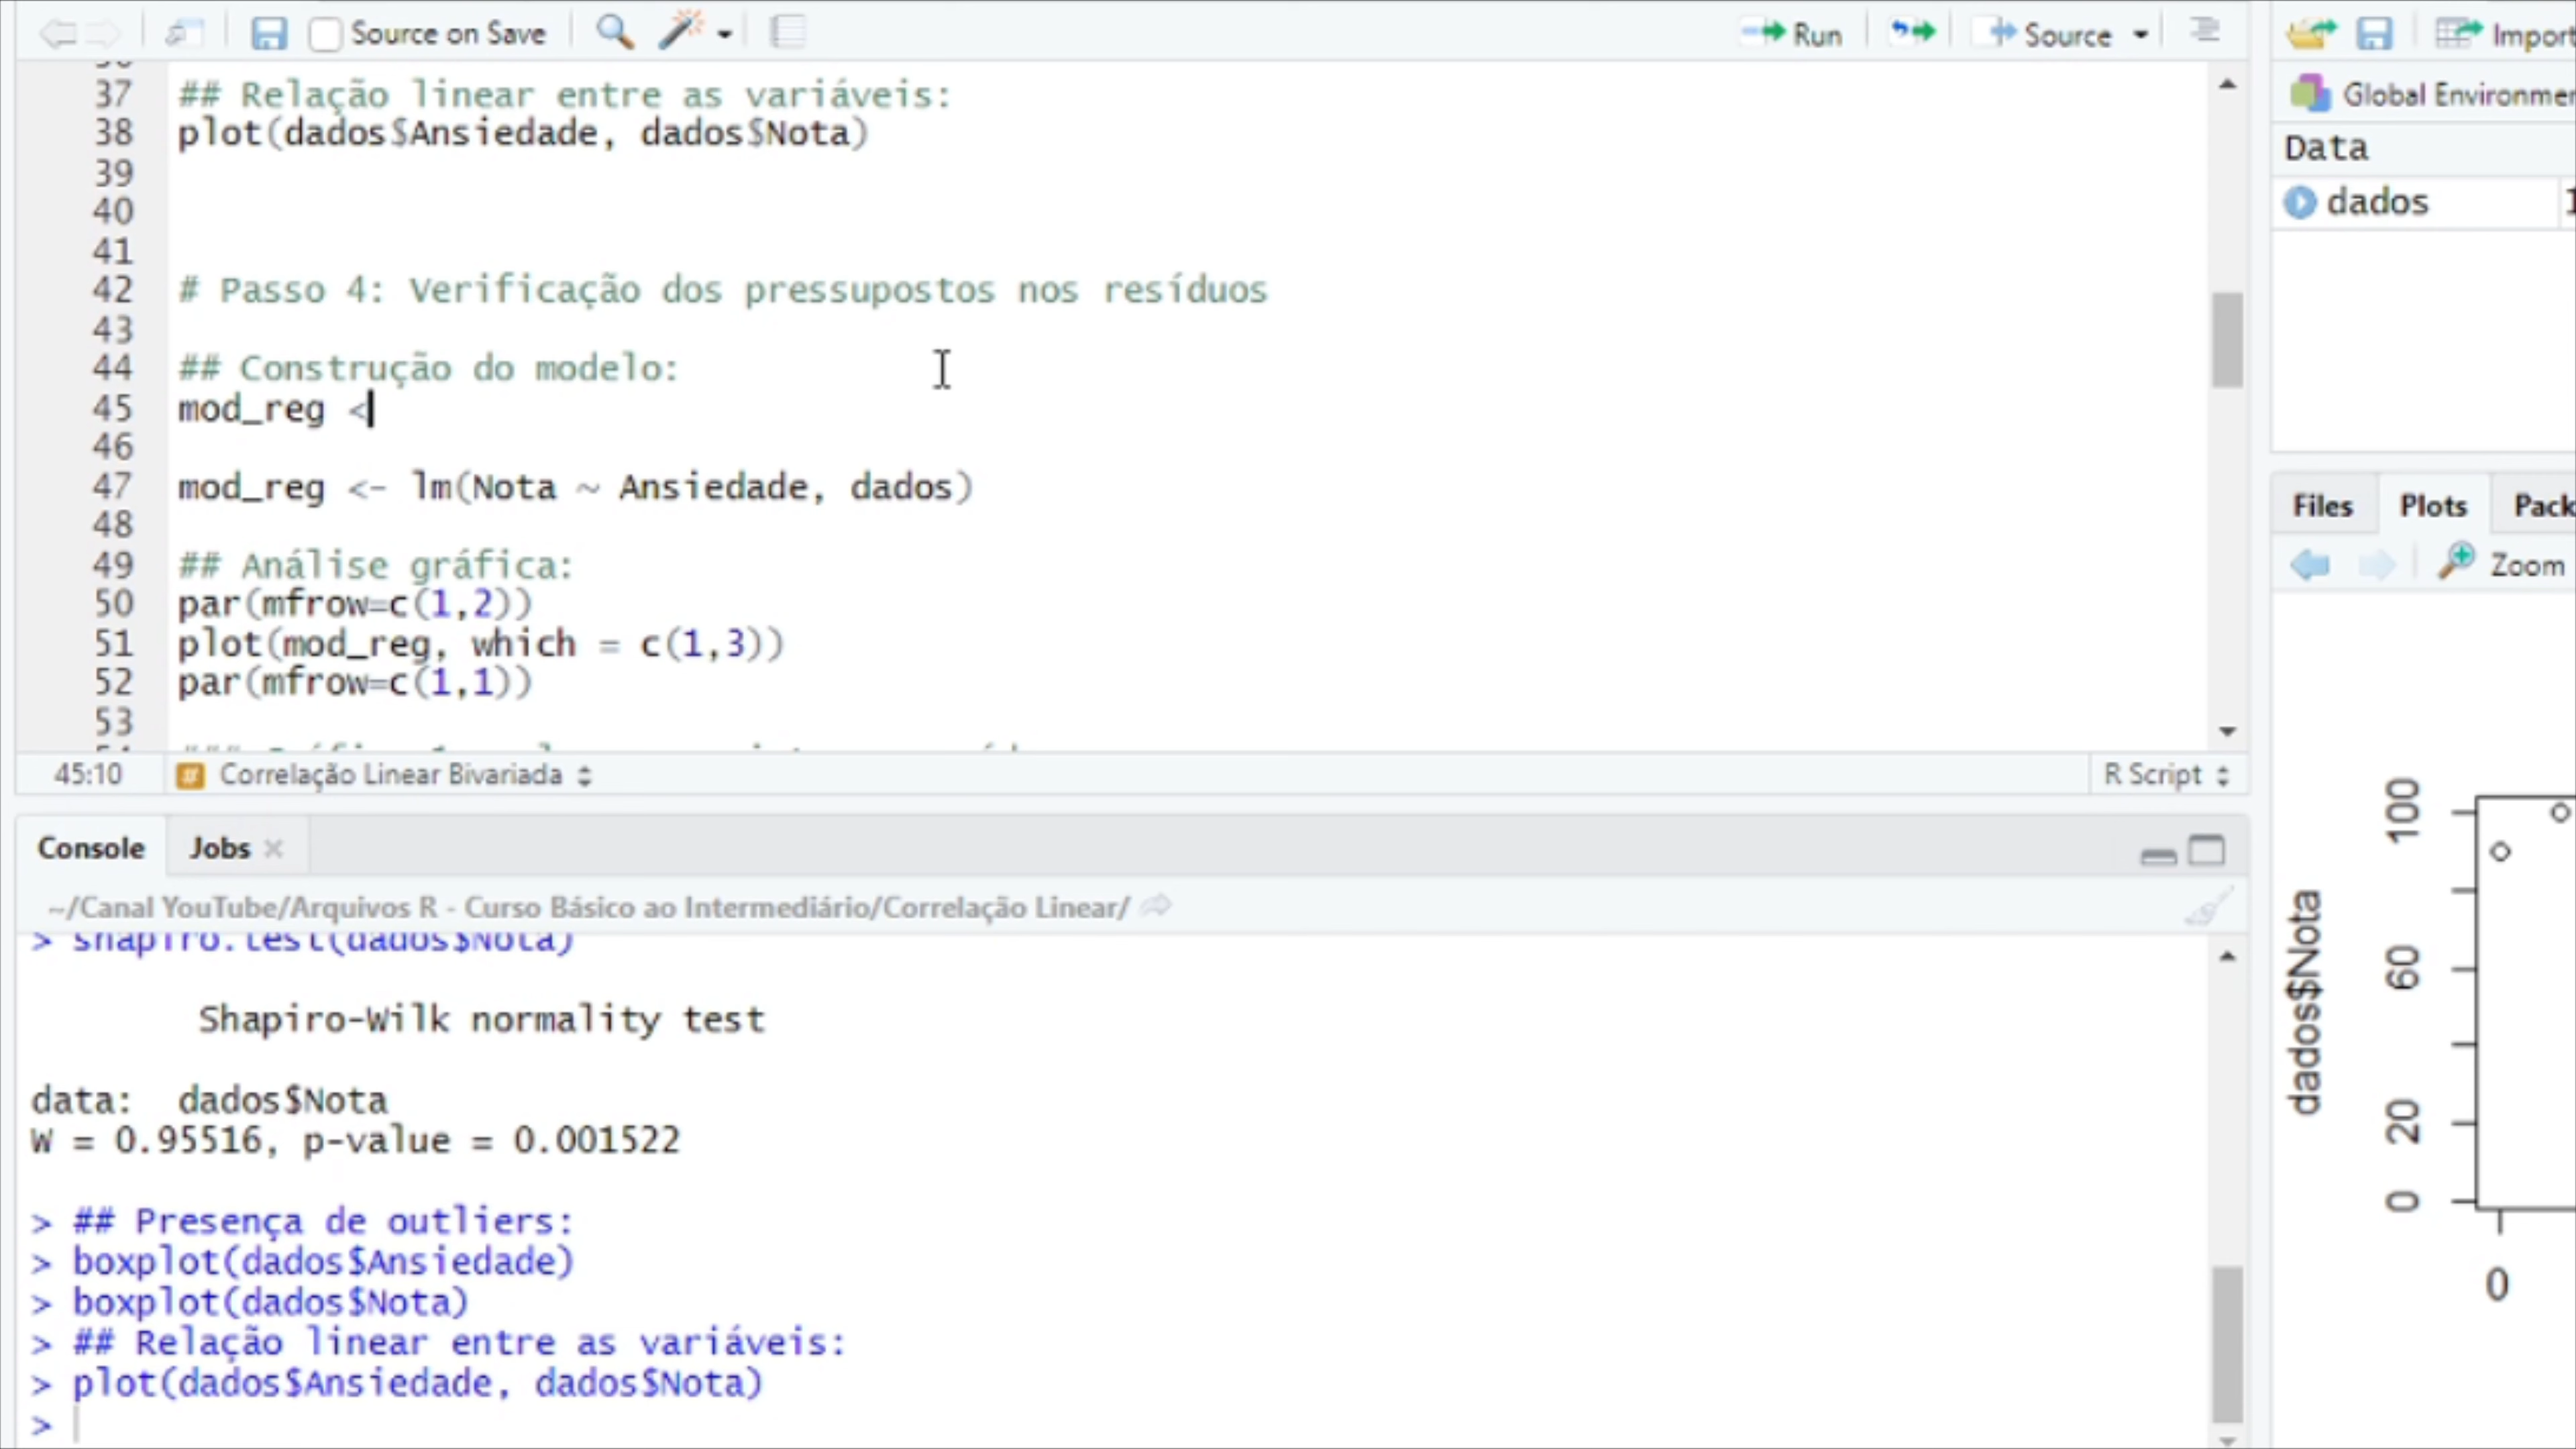 Source on Save
Run
Source
Import
37 ## Relação linear entre as variáveis:
38 plot(dados$Ansiedade, dados$Nota)
39
40
41
42 # Passo 4: Verificação dos pressupostos nos resíduos
43
44 ## Construção do modelo:
45 mod_reg <
46
47 mod_reg <- lm(Nota ~ Ansiedade, dados)
48
49 ## Análise gráfica:
50 par(mfrow=c(1,2))
51 plot(mod_reg, which = c(1,3))
52 par(mfrow=c(1,1))
53
45:10 # Correlação Linear Bivariada
R Script
Console Jobs
~/Canal YouTube/Arquivos R - Curso Básico ao Intermediário/Correlação Linear/
> shapiro.test(dados$Nota)
Shapiro-Wilk normality test
data: dados$Nota
W = 0.95516, p-value = 0.001522
> ## Presença de outliers:
> boxplot(dados$Ansiedade)
> boxplot(dados$Nota)
> ## Relação linear entre as variáveis:
> plot(dados$Ansiedade, dados$Nota)
>
Global Environmen
Data
dados 1
Files Plots Pack
Zoom
dados$Nota
100
60
20
0
0